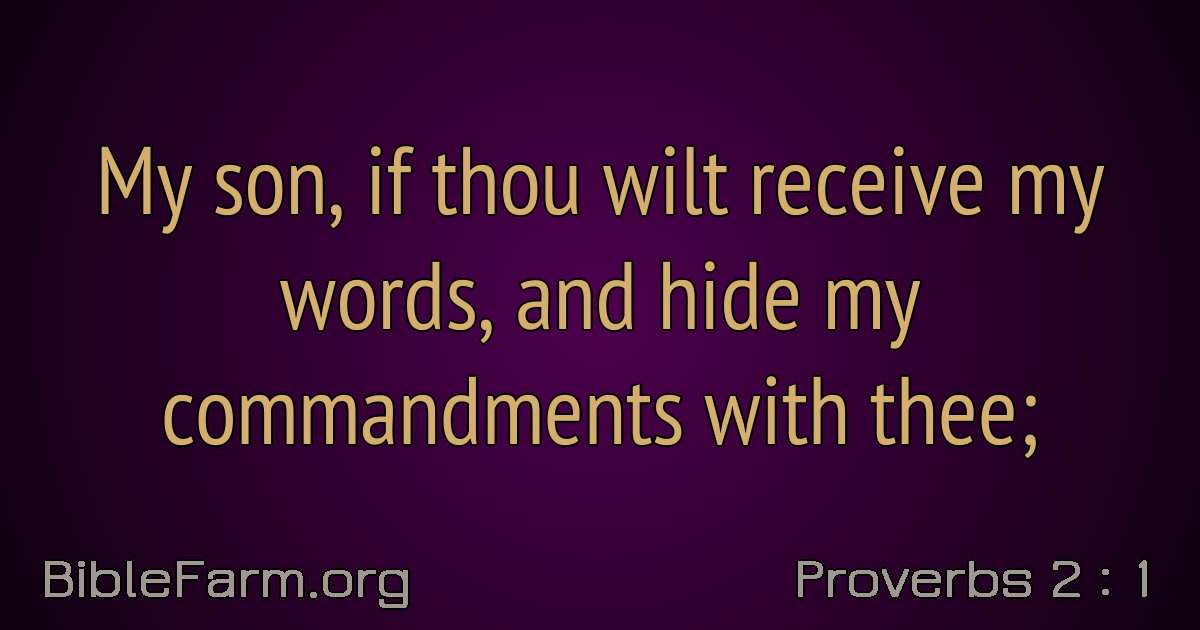 My son, if thou wilt receive my
words, and hide my
commandments with thee;
BibleFarm.org
Proverbs 2 : 1